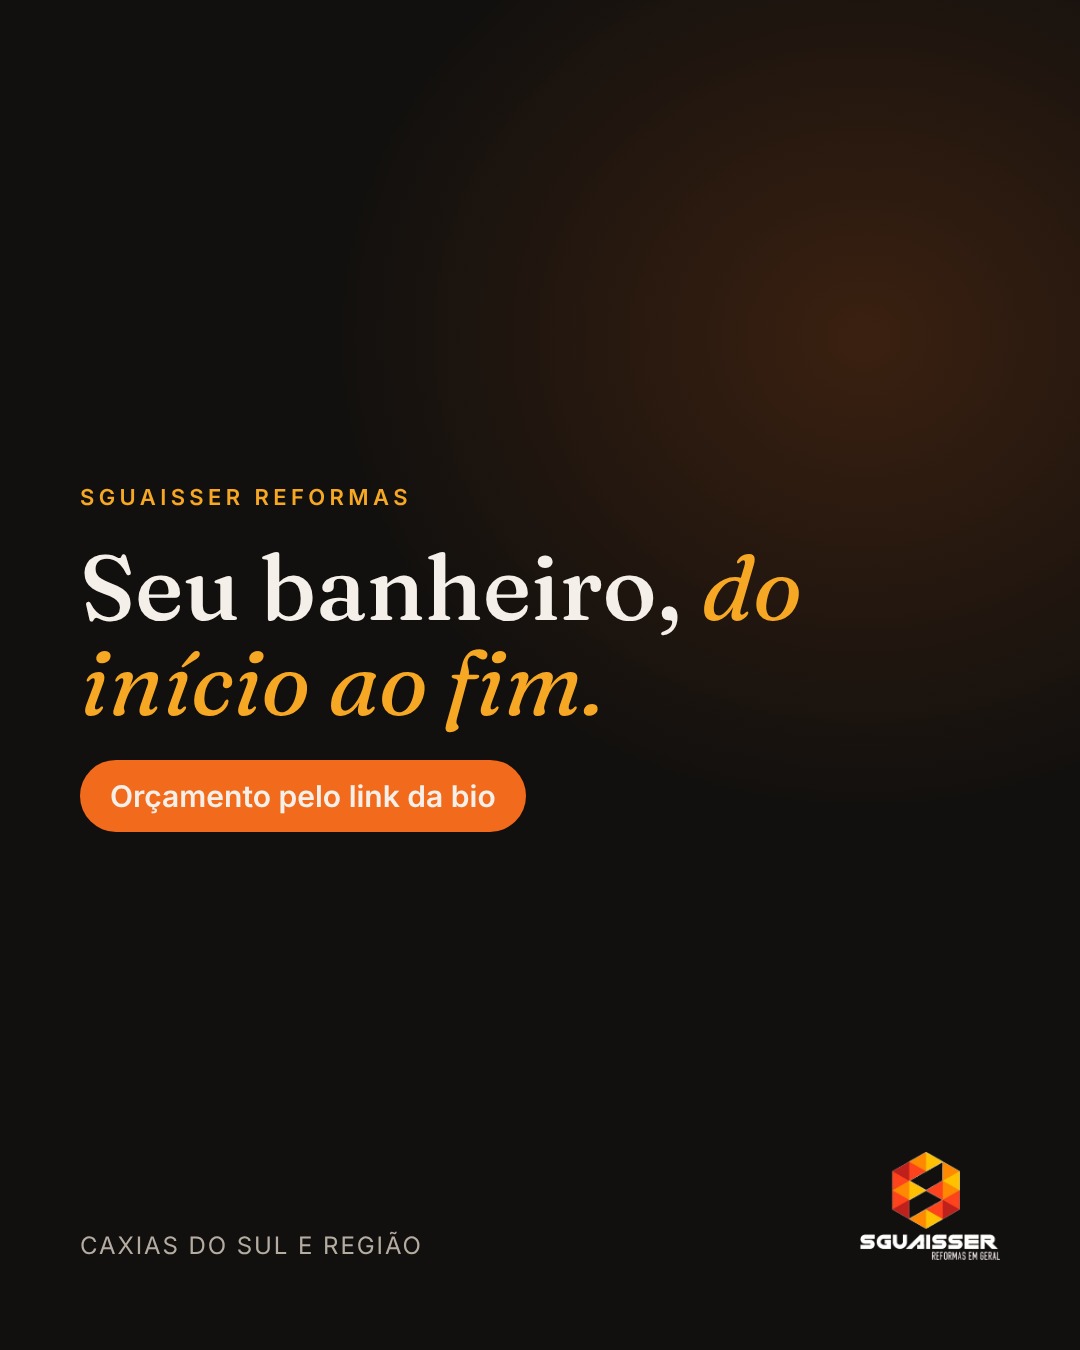 SGUAISSER REFORMAS
Seu banheiro, do
início ao fim.
Orçamento pelo link da bio
CAXIAS DO SUL E REGIÃO
SGUAISSER
REFORMAS EM GERAL